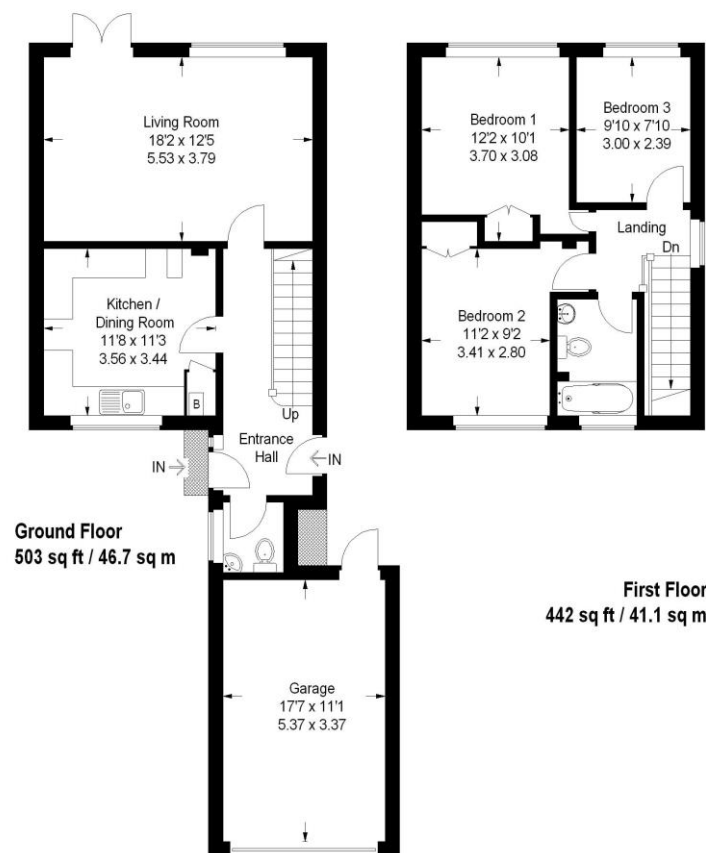 Living Room
18'2 x 12'5
5.53 x 3.79
Kitchen /
Dining Room
11'8 x 11'3
3.56 x 3.44
B
Up
Entrance
Hall
IN
IN
Ground Floor
503 sq ft / 46.7 sq m
Garage
17'7 x 11'1
5.37 x 3.37
Bedroom 1
12'2 x 10'1
3.70 x 3.08
Bedroom 3
9'10 x 7'10
3.00 x 2.39
Landing
Dn
Bedroom 2
11'2 x 9'2
3.41 x 2.80
First Floor
442 sq ft / 41.1 sq m